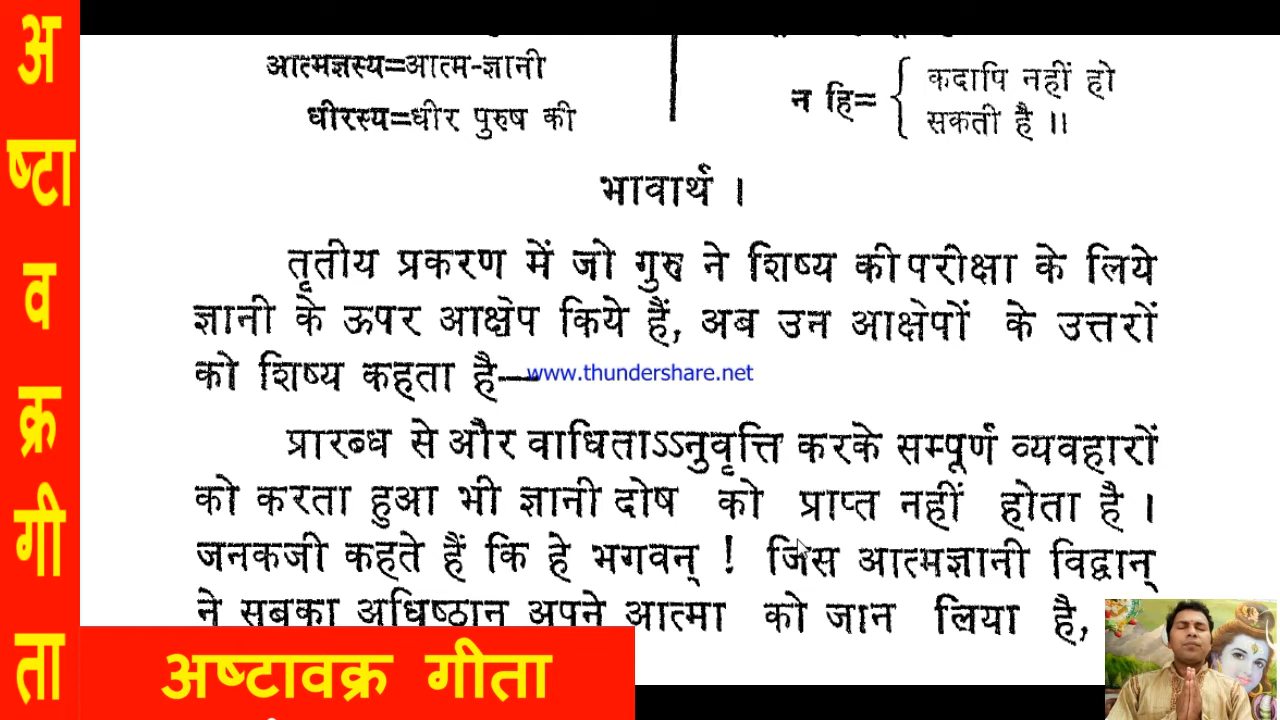 अ
ष्टा
व
क्र
गी
ता
आत्मज्ञस्य=आत्म-ज्ञानी
धीरस्य=धीर पुरुष की
न हि= { कदापि नहीं हो
सकती है ॥
भावार्थ ।
तृतीय प्रकरण में जो गुरु ने शिष्य की परीक्षा के लिये
ज्ञानी के ऊपर आक्षेप किये हैं, अब उन आक्षेपों के उत्तरों
को शिष्य कहता है—
www.thundershare.net
प्रारब्ध से और वाधिताऽऽनुवृत्ति करके सम्पूर्ण व्यवहारों
को करता हुआ भी ज्ञानी दोष को प्राप्त नहीं होता है ।
जनकजी कहते हैं कि हे भगवन् ! जिस आत्मज्ञानी विद्वान्
ने सबका अधिष्ठान अपने आत्मा को जान लिया है,
अष्टावक्र गीता